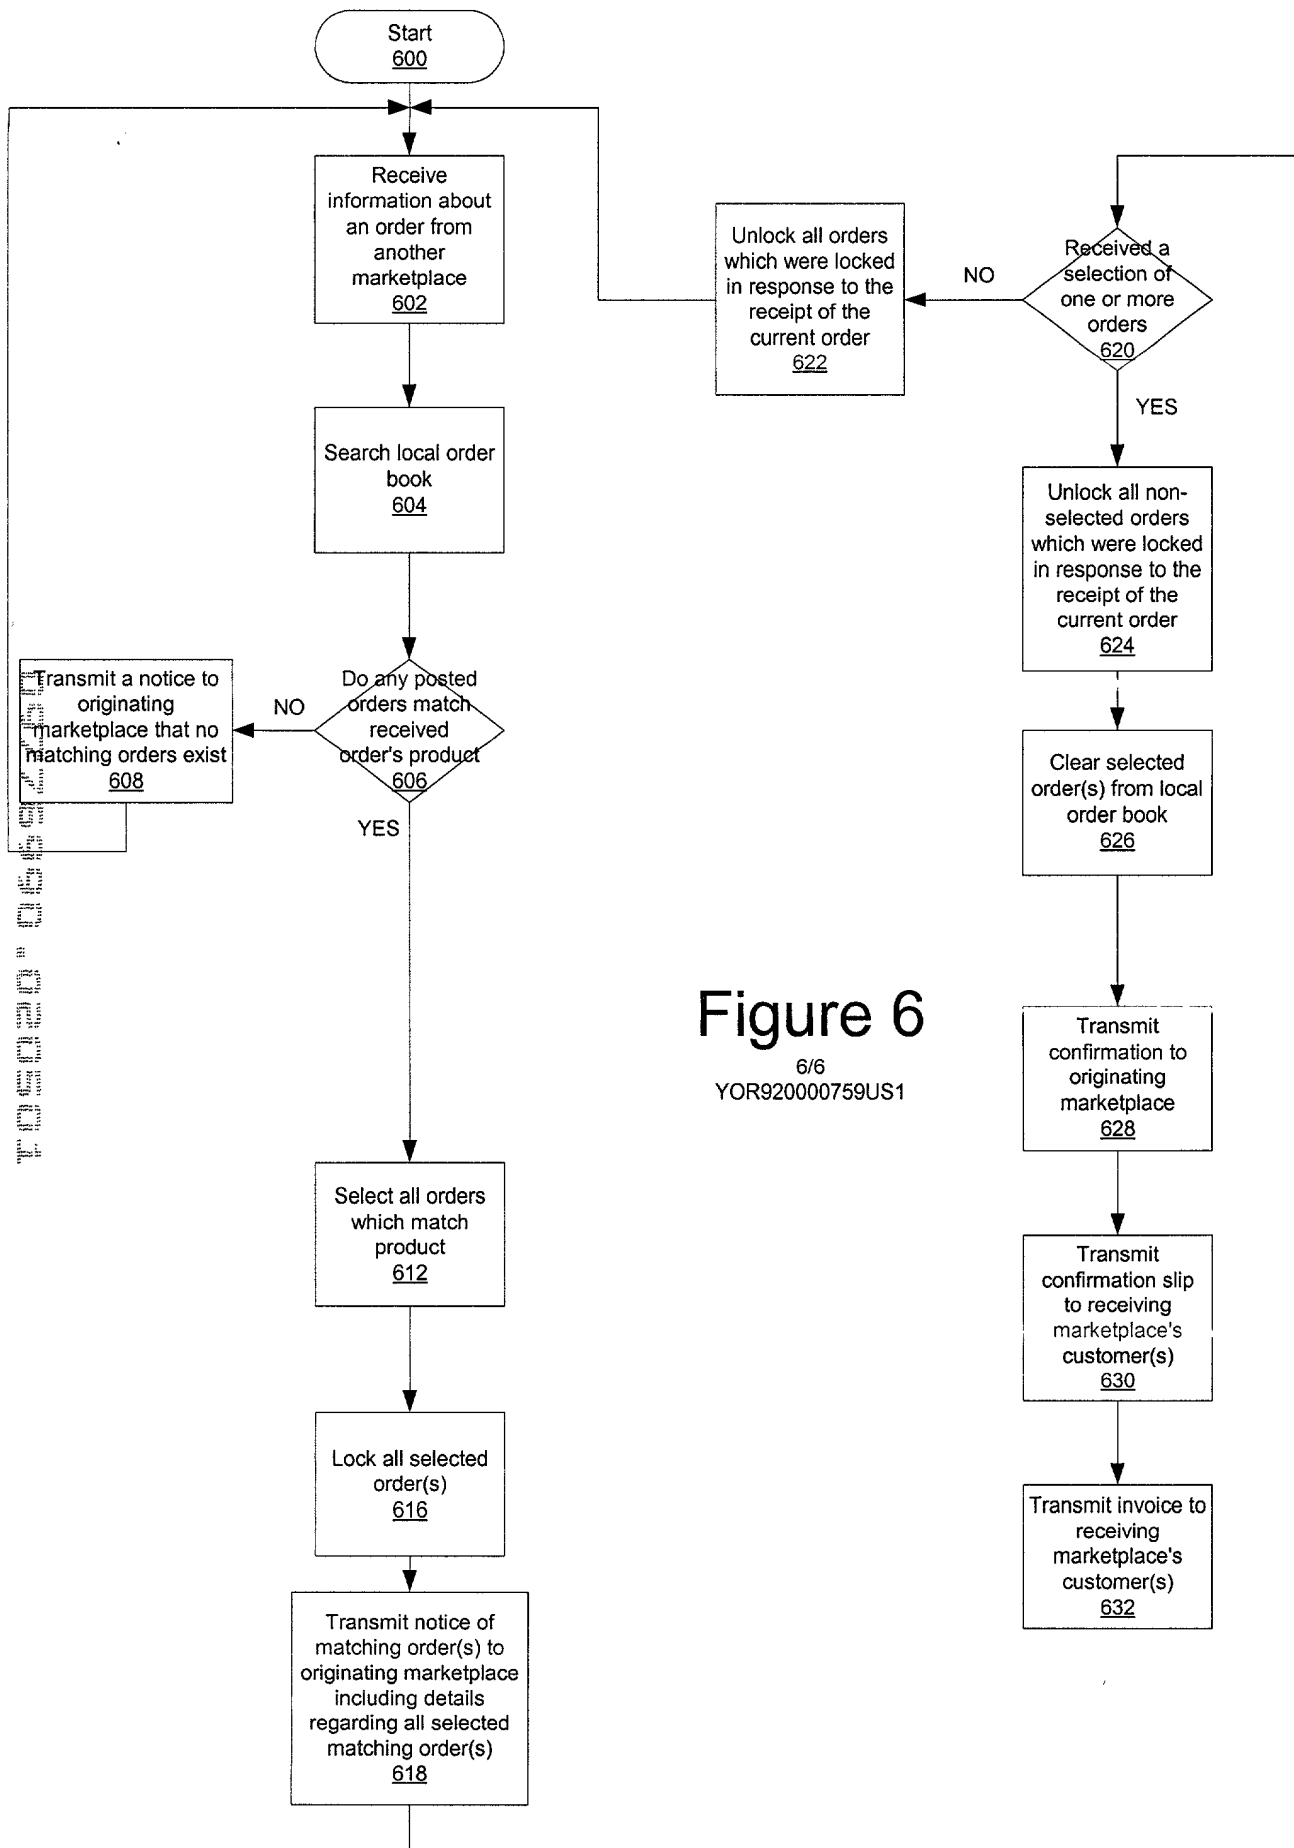 Start
600
Receive
information about
an order from
another
marketplace
602
Search local order
book
604
Do any posted
orders match
received
order's product
606
NO
YES
Transmit a notice to
originating
marketplace that no
matching orders exist
608
Select all orders
which match
product
612
Lock all selected
order(s)
616
Transmit notice of
matching order(s) to
originating marketplace
including details
regarding all selected
matching order(s)
618
Received a
selection of
one or more
orders
620
NO
YES
Unlock all orders
which were locked
in response to the
receipt of the
current order
622
Unlock all non-
selected orders
which were locked
in response to the
receipt of the
current order
624
Clear selected
order(s) from local
order book
626
Transmit
confirmation to
originating
marketplace
628
Transmit
confirmation slip
to receiving
marketplace's
customer(s)
630
Transmit invoice to
receiving
marketplace's
customer(s)
632
Figure 6
6/6
YOR920000759US1